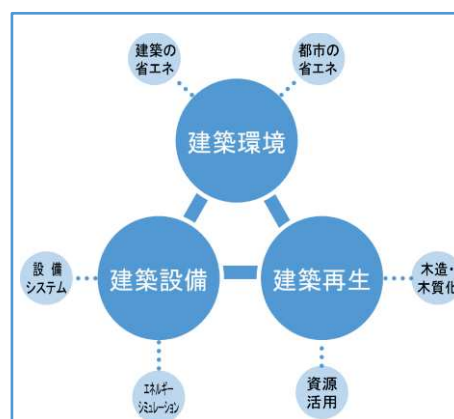 建築の
省エネ
都市の
省エネ
建築環境
設備
システム
建築設備
建築再生
木造・
木質化
エネルギー
シミュレーション
資源
活用